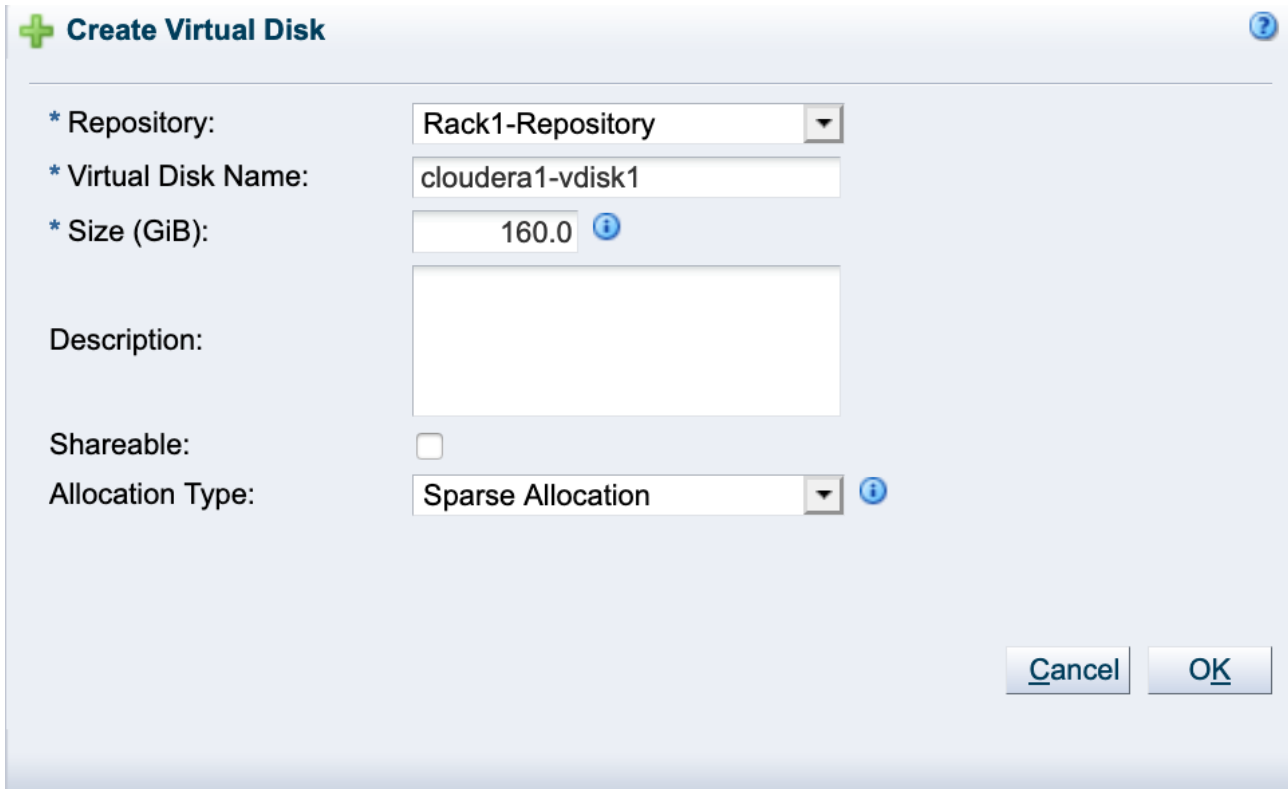 Create Virtual Disk
* Repository: Rack1-Repository
* Virtual Disk Name: cloudera1-vdisk1
* Size (GiB): 160.0
Description:
Shareable:
Allocation Type: Sparse Allocation
Cancel OK